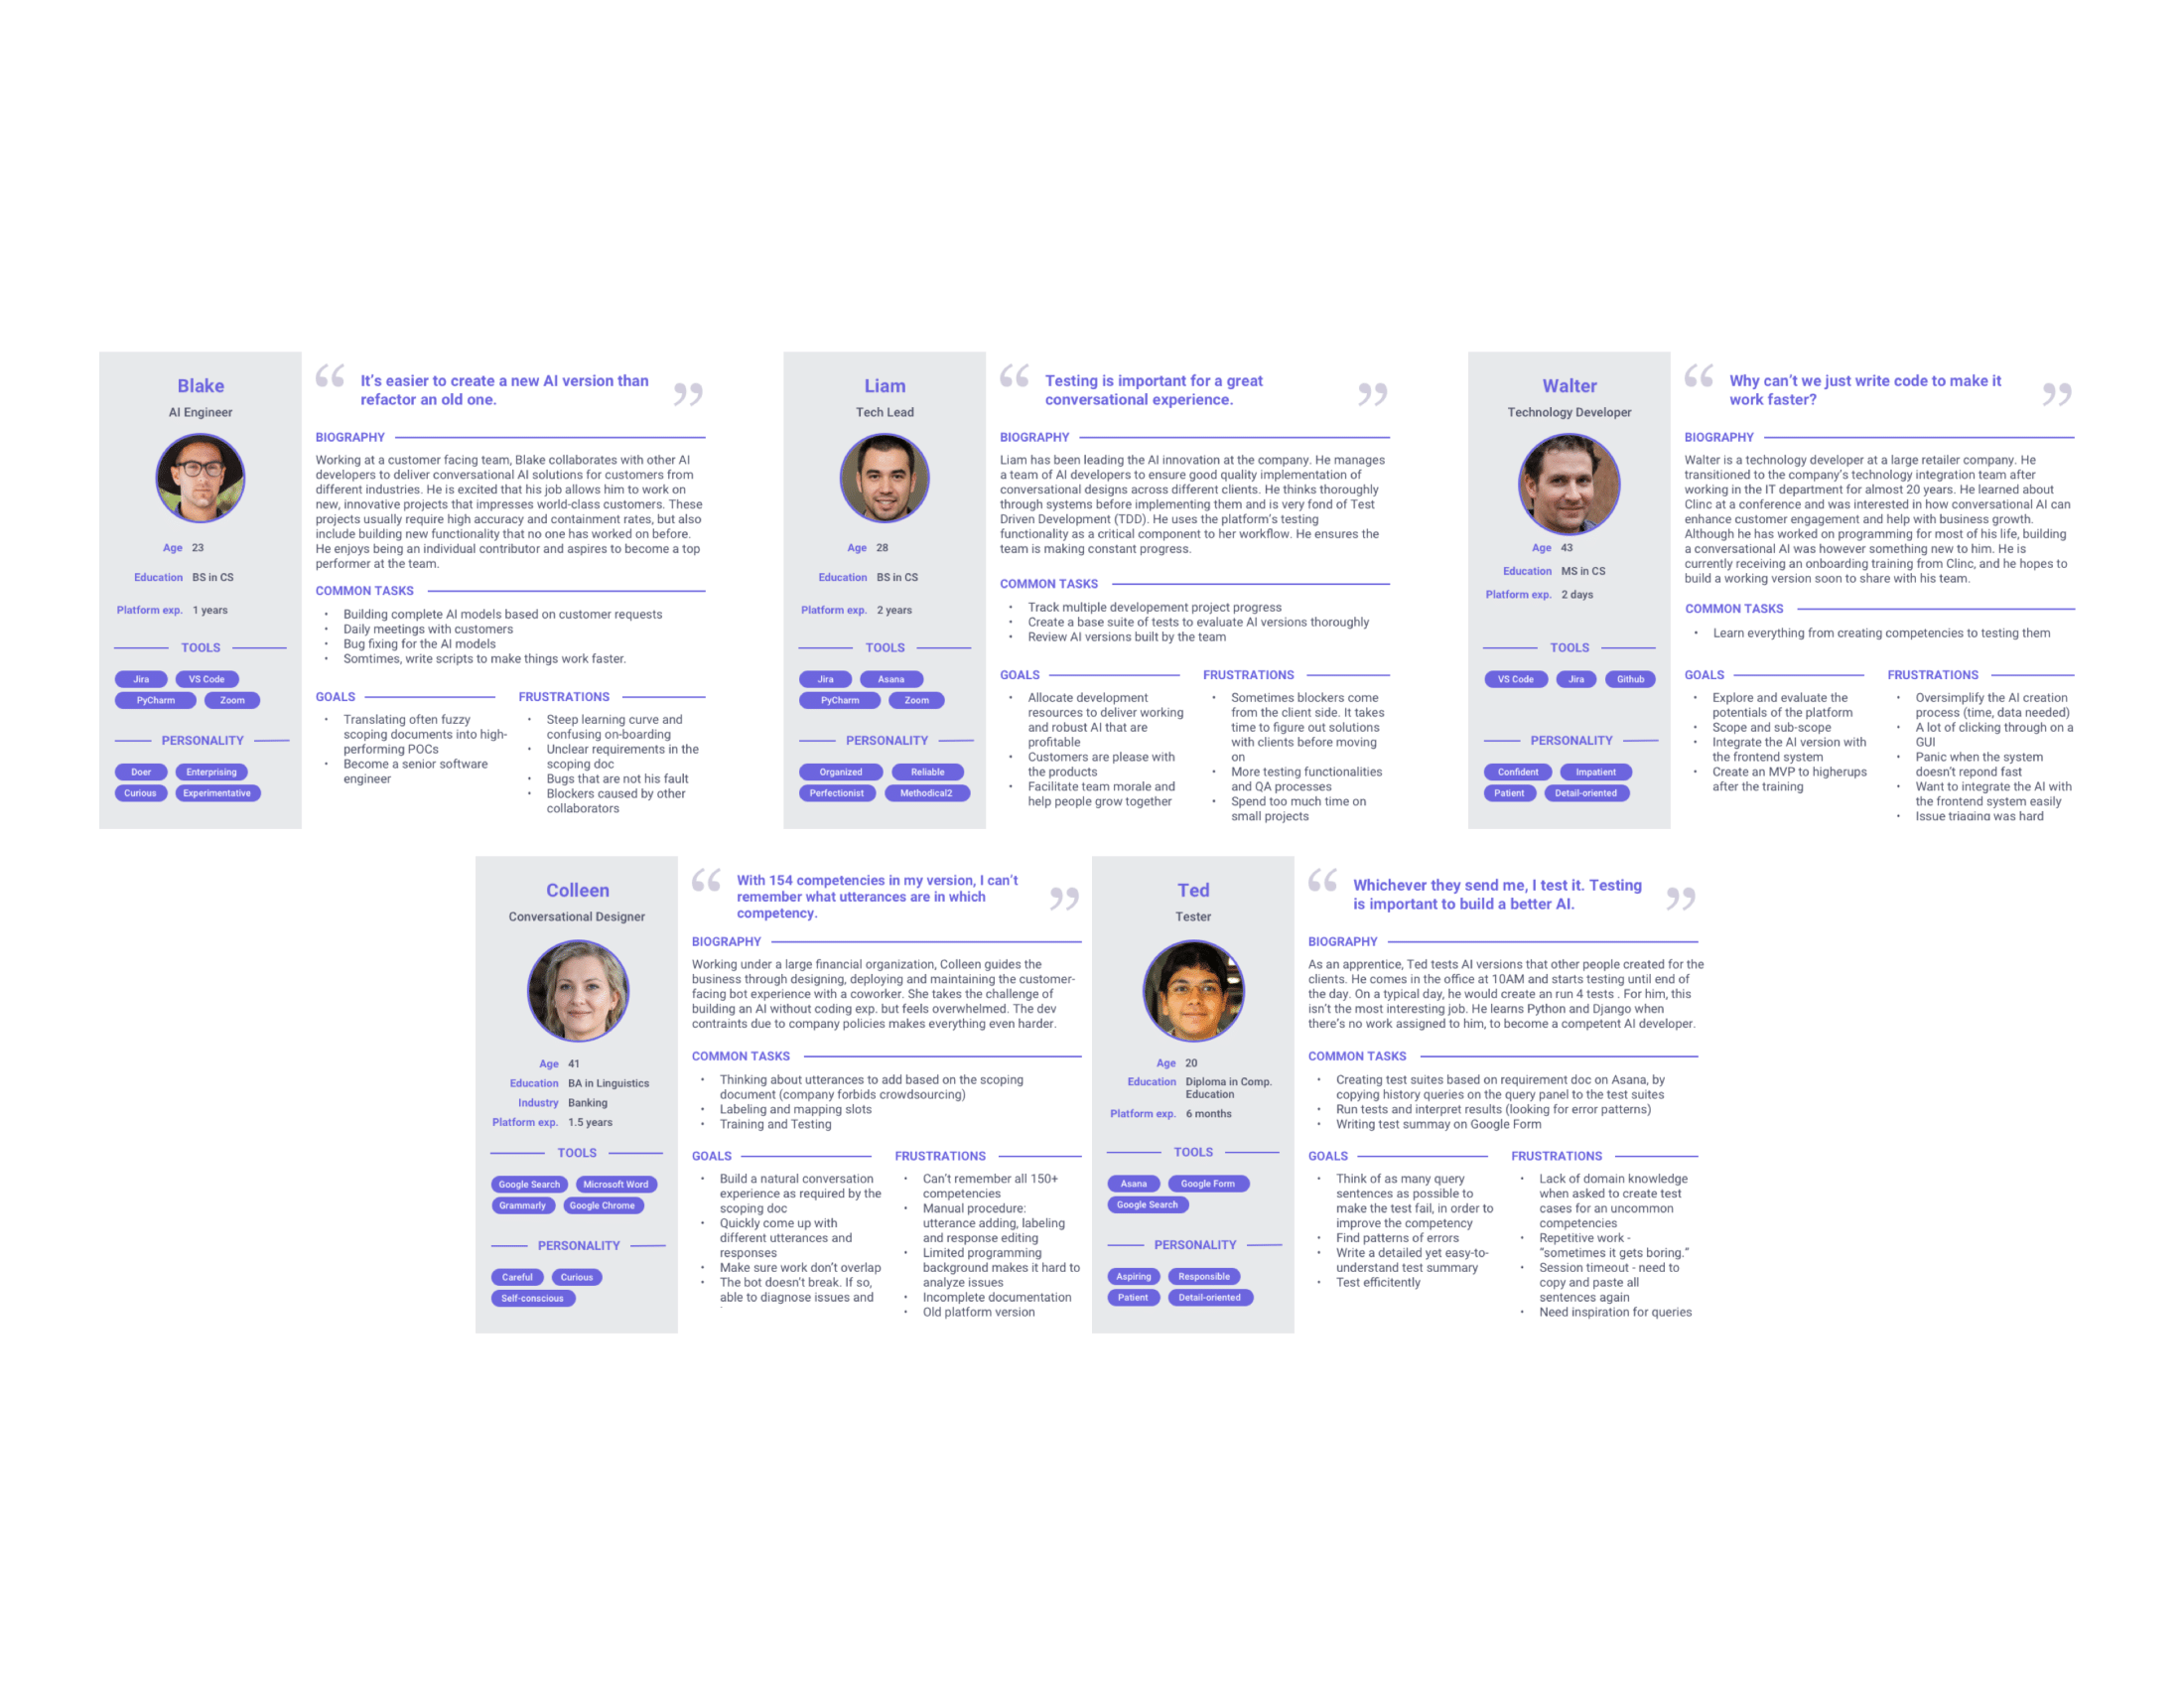 Blake
AI Engineer
Age 23
Education BS in CS
Platform exp. 1 years
TOOLS
Jira VS Code
PyCharm Zoom
PERSONALITY
Doer Enterprising
Curious Experimentative
“ It’s easier to create a new AI version than
refactor an old one. ”
BIOGRAPHY
Working at a customer facing team, Blake collaborates with other AI
developers to deliver conversational AI solutions for customers from
different industries. He is excited that his job allows him to work on
new, innovative projects that impresses world-class customers. These
projects usually require high accuracy and containment rates, but also
include building new functionality that no one has worked on before.
He enjoys being an individual contributor and aspires to become a top
performer at the team.
COMMON TASKS
• Building complete AI models based on customer requests
• Daily meetings with customers
• Bug fixing for the AI models
• Somtimes, write scripts to make things work faster.
GOALS
• Translating often fuzzy
scoping documents into high-
performing POCs
• Become a senior software
engineer
FRUSTRATIONS
• Steep learning curve and
confusing on-boarding
• Unclear requirements in the
scoping doc
• Bugs that are not his fault
• Blockers caused by other
collaborators
Liam
Tech Lead
Age 28
Education BS in CS
Platform exp. 2 years
TOOLS
Jira Asana
PyCharm Zoom
PERSONALITY
Organized Reliable
Perfectionist Methodical2
“ Testing is important for a great
conversational experience. ”
BIOGRAPHY
Liam has been leading the AI innovation at the company. He manages
a team of AI developers to ensure good quality implementation of
conversational designs across different clients. He thinks thoroughly
through systems before implementing them and is very fond of Test
Driven Development (TDD). He uses the platform’s testing
functionality as a critical component to her workflow. He ensures the
team is making constant progress.
COMMON TASKS
• Track multiple developement project progress
• Create a base suite of tests to evaluate AI versions thoroughly
• Review AI versions built by the team
GOALS
• Allocate development
resources to deliver working
and robust AI that are
profitable
• Customers are please with
the products
• Facilitate team morale and
help people grow together
FRUSTRATIONS
• Sometimes blockers come
from the client side. It takes
time to figure out solutions
with clients before moving
on
• More testing functionalities
and QA processes
• Spend too much time on
small projects
Walter
Technology Developer
Age 43
Education MS in CS
Platform exp. 2 days
TOOLS
VS Code Jira Github
PERSONALITY
Confident Impatient
Patient Detail-oriented
“ Why can’t we just write code to make it
work faster? ”
BIOGRAPHY
Walter is a technology developer at a large retailer company. He
transitioned to the company’s technology integration team after
working in the IT department for almost 20 years. He learned about
Clinc at a conference and was interested in how conversational AI can
enhance customer engagement and help with business growth.
Although he has worked on programming for most of his life, building
a conversational AI was however something new to him. He is
currently receiving an onboarding training from Clinc, and he hopes to
build a working version soon to share with his team.
COMMON TASKS
• Learn everything from creating competencies to testing them
GOALS
• Explore and evaluate the
potentials of the platform
• Scope and sub-scope
• Integrate the AI version with
the frontend system
• Create an MVP to higherups
after the training
FRUSTRATIONS
• Oversimplify the AI creation
process (time, data needed)
• A lot of clicking through on a
GUI
• Panic when the system
doesn’t repond fast
• Want to integrate the AI with
the frontend system easily
• Issue triaging was hard
Colleen
Conversational Designer
Age 41
Education BA in Linguistics
Industry Banking
Platform exp. 1.5 years
TOOLS
Google Search Microsoft Word
Grammarly Google Chrome
PERSONALITY
Careful Curious
Self-conscious
“ With 154 competencies in my version, I can’t
remember what utterances are in which
competency. ”
BIOGRAPHY
Working under a large financial organization, Colleen guides the
business through designing, deploying and maintaining the customer-
facing bot experience with a coworker. She takes the challenge of
building an AI without coding exp. but feels overwhelmed. The dev
contraints due to company policies makes everything even harder.
COMMON TASKS
• Thinking about utterances to add based on the scoping
document (company forbids crowdsourcing)
• Labeling and mapping slots
• Training and Testing
GOALS
• Build a natural conversation
experience as required by the
scoping doc
• Quickly come up with
different utterances and
responses
• Make sure work don’t overlap
• The bot doesn’t break. If so,
able to diagnose issues and
FRUSTRATIONS
• Can’t remember all 150+
competencies
• Manual procedure:
utterance adding, labeling
and response editing
• Limited programming
background makes it hard to
analyze issues
• Incomplete documentation
• Old platform version
Ted
Tester
Age 20
Education Diploma in Comp.
Education
Platform exp. 6 months
TOOLS
Asana Google Form
Google Search
PERSONALITY
Aspiring Responsible
Patient Detail-oriented
“ Whichever they send me, I test it. Testing
is important to build a better AI. ”
BIOGRAPHY
As an apprentice, Ted tests AI versions that other people created for the
clients. He comes in the office at 10AM and starts testing until end of
the day. On a typical day, he would create an run 4 tests . For him, this
isn’t the most interesting job. He learns Python and Django when
there’s no work assigned to him, to become a competent AI developer.
COMMON TASKS
• Creating test suites based on requirement doc on Asana, by
copying history queries on the query panel to the test suites
• Run tests and interpret results (looking for error patterns)
• Writing test summay on Google Form
GOALS
• Think of as many query
sentences as possible to
make the test fail, in order to
improve the competency
• Find patterns of errors
• Write a detailed yet easy-to-
understand test summary
• Test efficitently
FRUSTRATIONS
• Lack of domain knowledge
when asked to create test
cases for an uncommon
competencies
• Repetitive work -
“sometimes it gets boring.”
• Session timeout - need to
copy and paste all
sentences again
• Need inspiration for queries